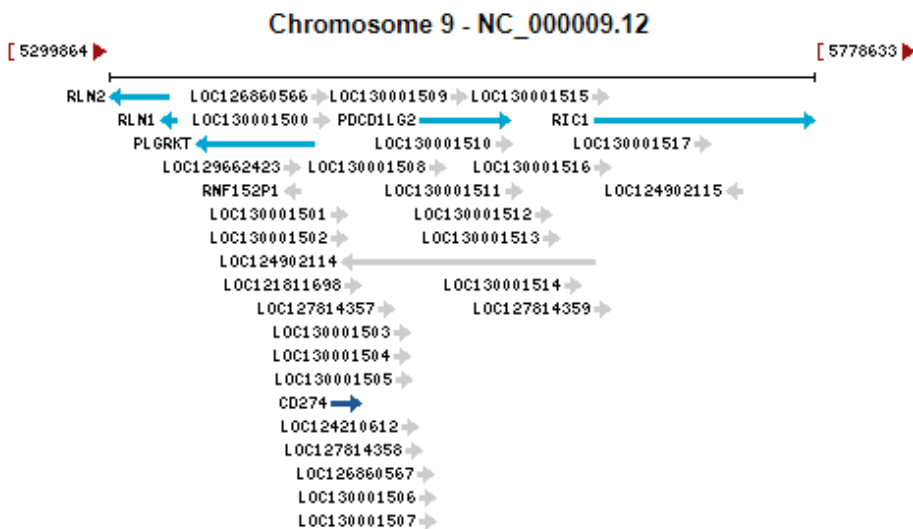 Chromosome 9 - NC_000009.12
[ 5299864 [ 5778633
RLN2 LOC126860566 LOC130001509 LOC130001515
RLN1 LOC130001500 PDCD1LG2 RIC1
PLGRKT LOC130001510 LOC130001517
LOC129662423 LOC130001508 LOC130001516
RNF152P1 LOC130001511 LOC124902115
LOC130001501 LOC130001512
LOC130001502 LOC130001513
LOC124902114
LOC121811698 LOC130001514
LOC127814357 LOC127814359
LOC130001503
LOC130001504
LOC130001505
CD274
LOC124210612
LOC127814358
LOC126860567
LOC130001506
LOC130001507